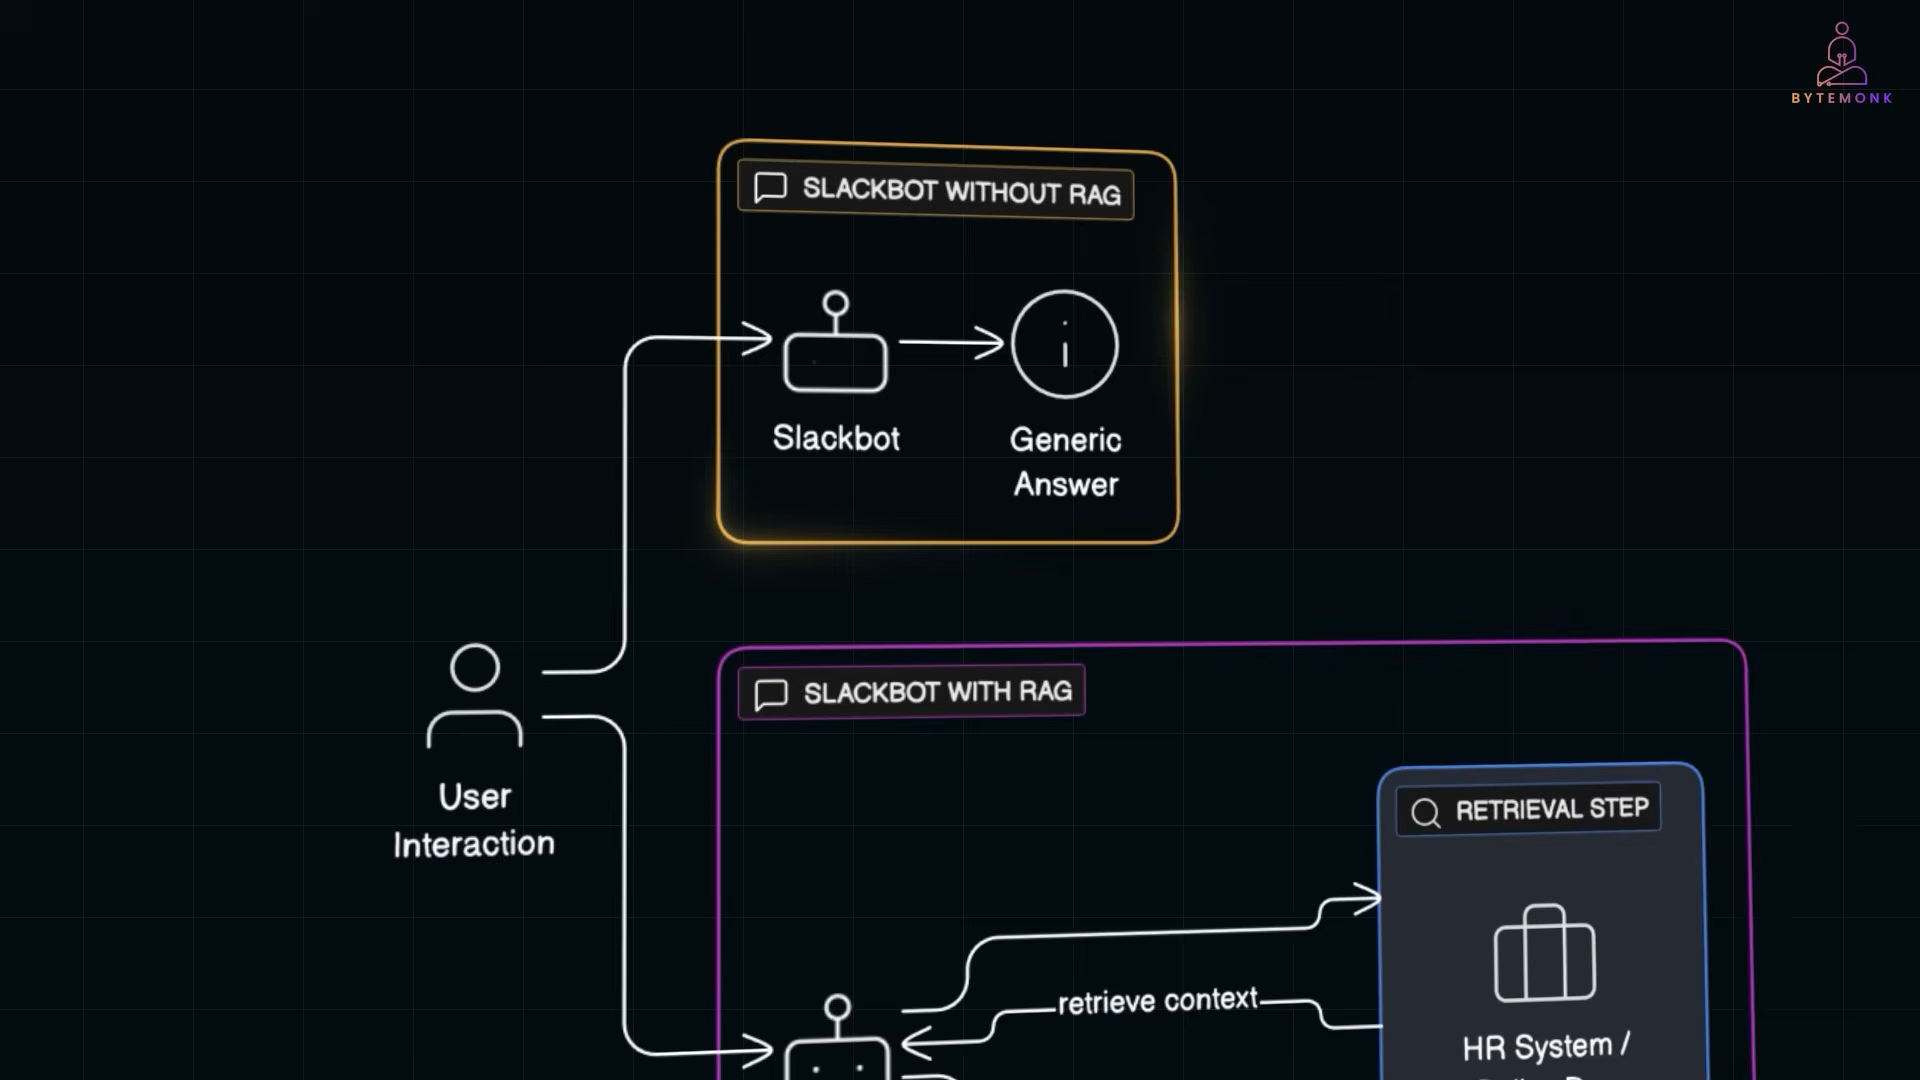 BYTEMONK
SLACKBOT WITHOUT RAG
Slackbot
Generic
Answer
User
Interaction
SLACKBOT WITH RAG
RETRIEVAL STEP
retrieve context
HR System /